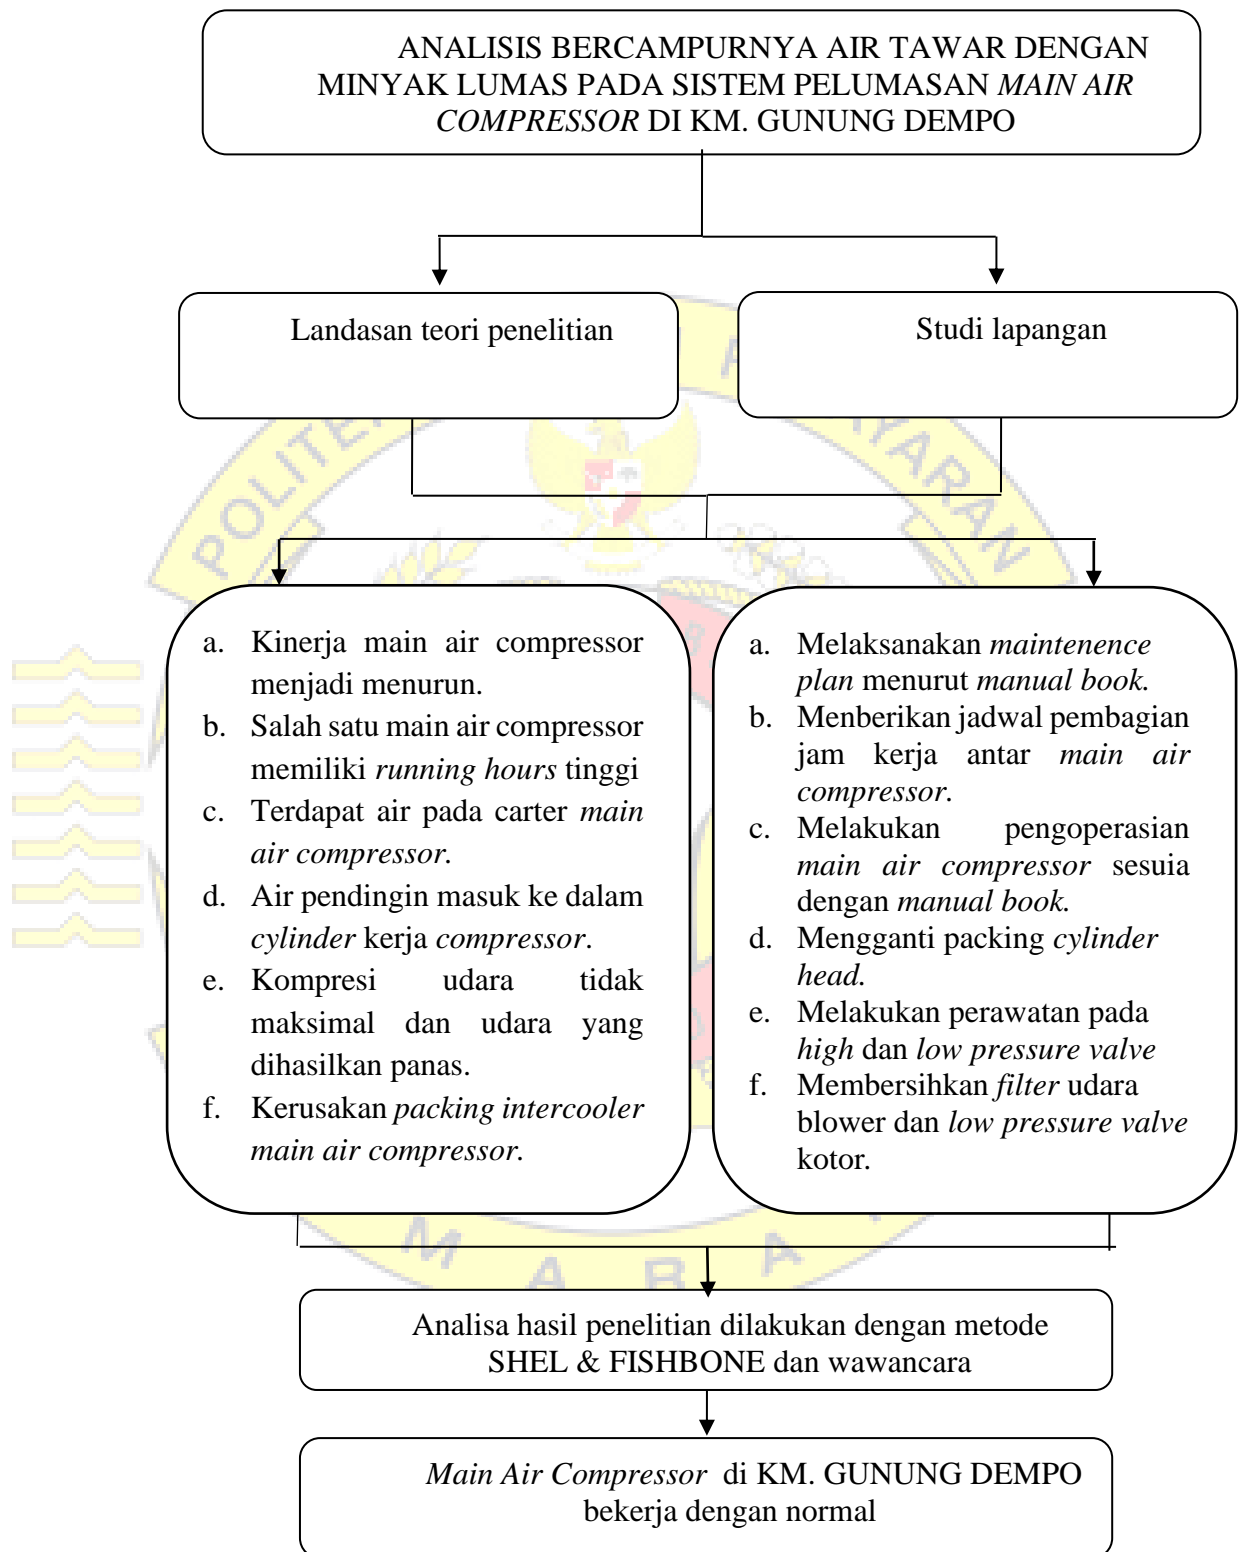 ANALISIS BERCAMPURNYA AIR TAWAR DENGAN
MINYAK LUMAS PADA SISTEM PELUMASAN MAIN AIR
COMPRESSOR DI KM. GUNUNG DEMPO
Landasan teori penelitian
Studi lapangan
a. Kinerja main air compressor
menjadi menurun.
b. Salah satu main air compressor
memiliki running hours tinggi
c. Terdapat air pada carter main
air compressor.
d. Air pendingin masuk ke dalam
cylinder kerja compressor.
e. Kompresi udara tidak
maksimal dan udara yang
dihasilkan panas.
f. Kerusakan packing intercooler
main air compressor.
a. Melaksanakan maintenence
plan menurut manual book.
b. Menberikan jadwal pembagian
jam kerja antar main air
compressor.
c. Melakukan pengoperasian
main air compressor sesuia
dengan manual book.
d. Mengganti packing cylinder
head.
e. Melakukan perawatan pada
high dan low pressure valve
f. Membersihkan filter udara
blower dan low pressure valve
kotor.
Analisa hasil penelitian dilakukan dengan metode
SHEL & FISHBONE dan wawancara
Main Air Compressor di KM. GUNUNG DEMPO
bekerja dengan normal